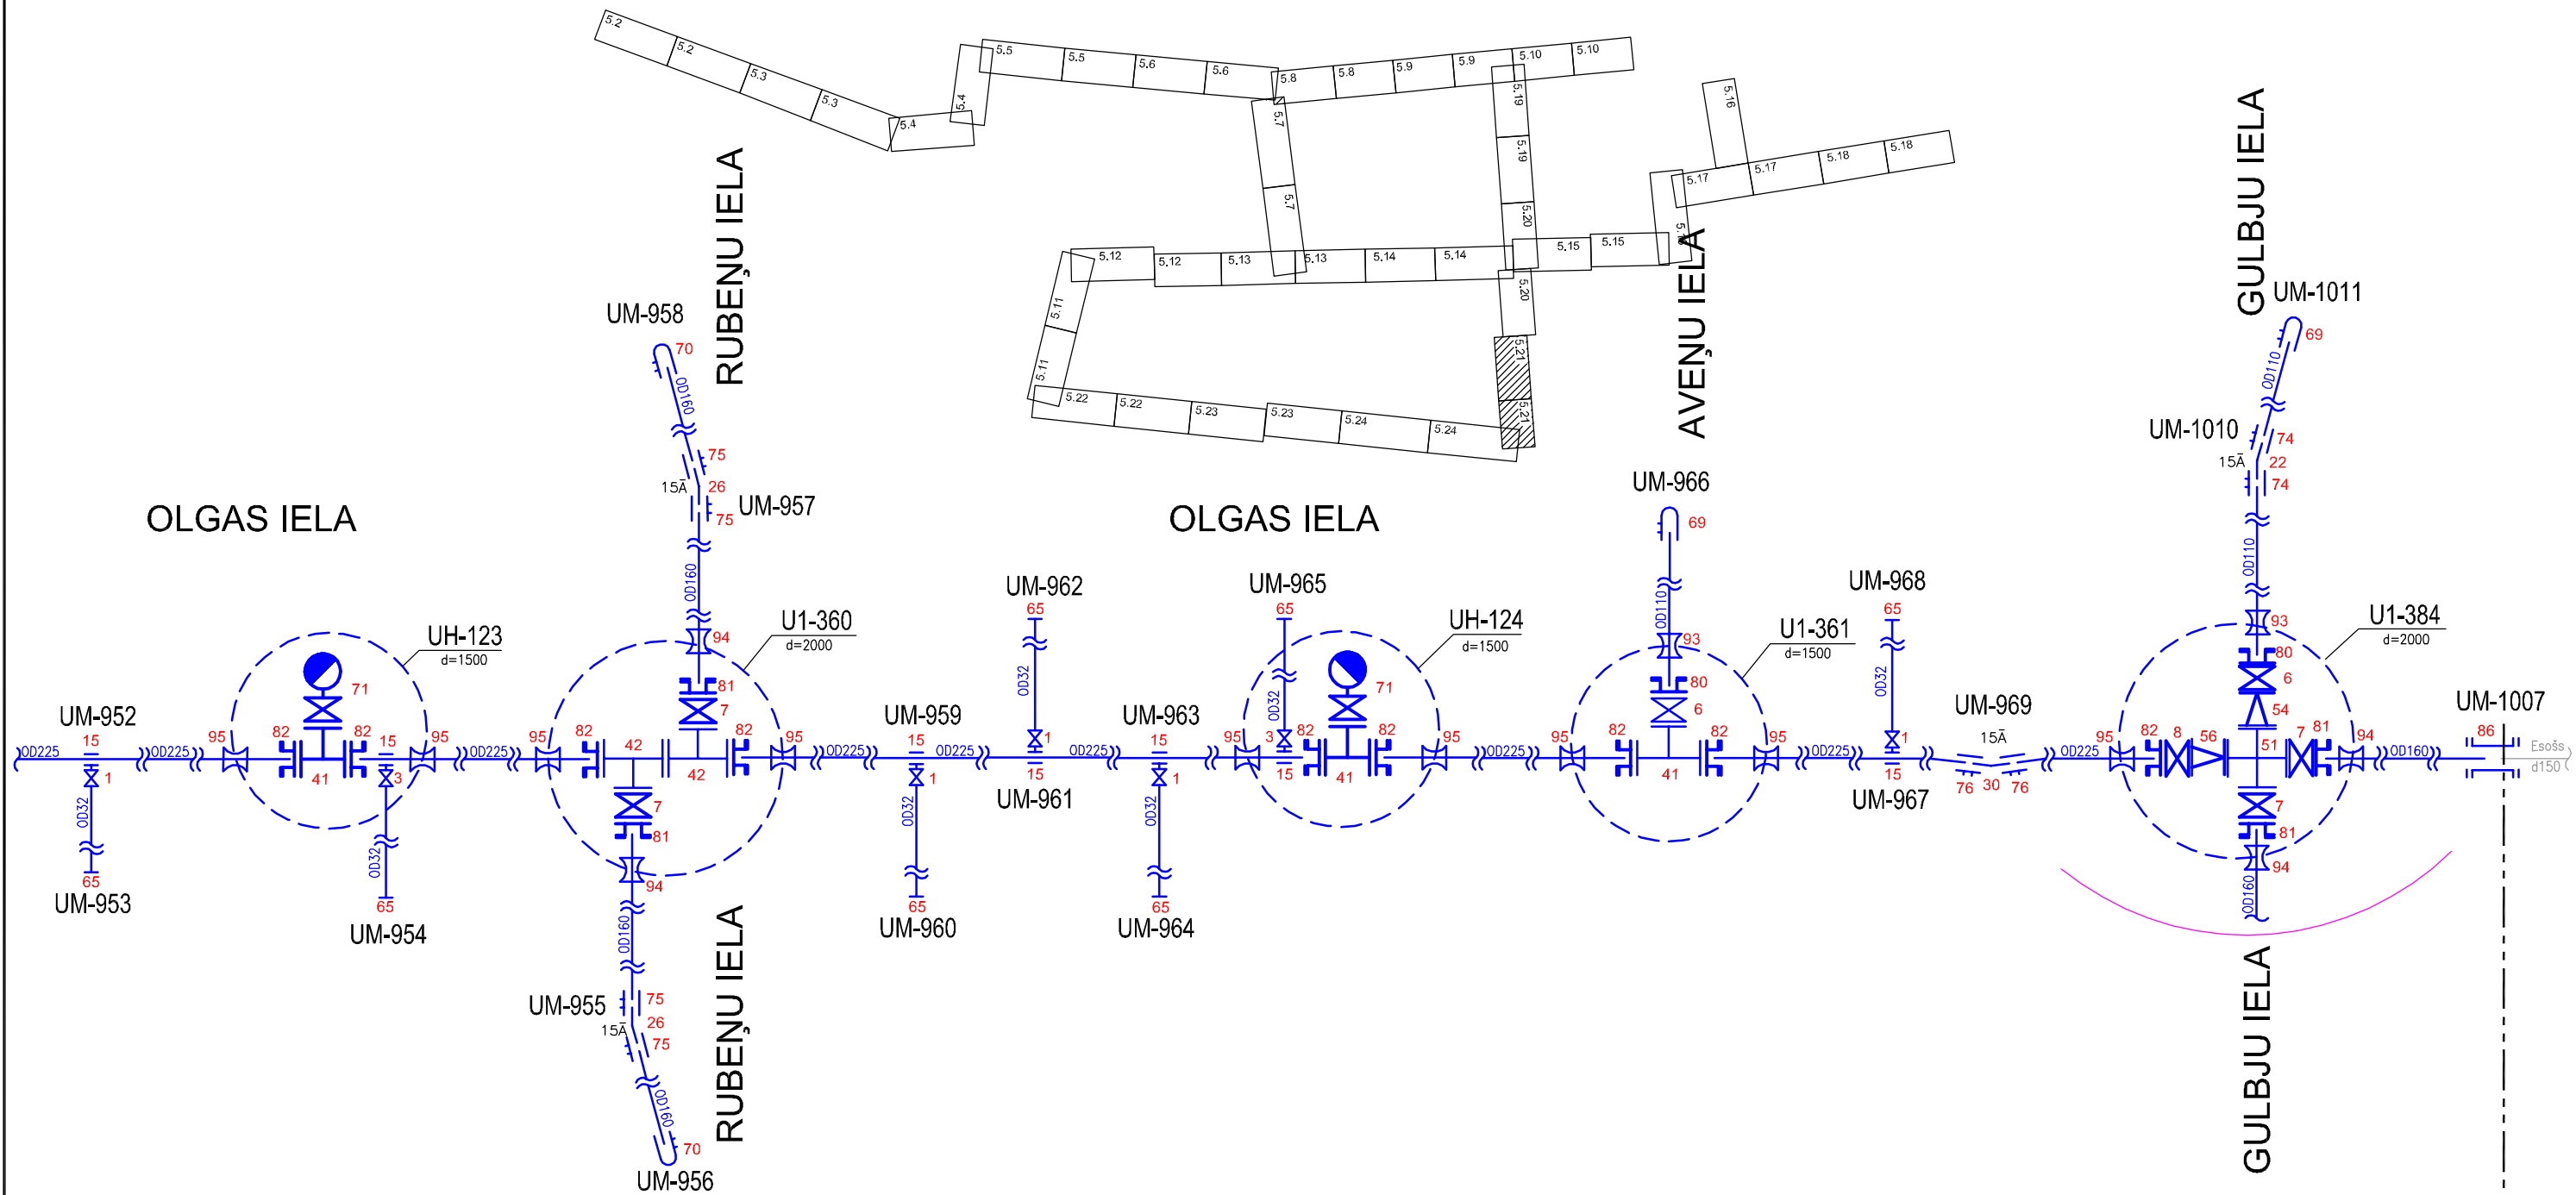 5.2
5.2
5.3
5.3
5.4
5.4
5.5
5.5
5.6
5.6
5.8
5.8
5.9
5.9
5.10
5.10
5.7
5.7
5.19
5.19
5.20
5.16
5.17
5.17
5.18
5.18
5.12
5.12
5.13
5.13
5.14
5.14
5.15
5.15
5.20
5.11
5.11
5.21
5.21
5.22
5.22
5.23
5.23
5.24
5.24
RUBEŅU IELA
AVEŅU IELA
GULBJU IELA
OLGAS IELA
OLGAS IELA
RUBEŅU IELA
GULBJU IELA
UM-958
70
OD160
75
15Ā
26
75
UM-957
OD160
94
U1-360
d=2000
81
7
UM-952
15
OD225
1
OD32
65
UM-953
OD225
95
UH-123
d=1500
71
82
82
41
15
3
95
OD32
65
UM-954
OD225
95
82
42
42
82
95
7
81
94
OD160
UM-955
75
15Ā
26
75
OD160
70
UM-956
OD225
UM-959
15
1
OD32
65
UM-960
OD225
UM-962
65
OD32
1
15
UM-961
OD225
UM-963
15
1
OD32
65
UM-964
UM-965
65
OD32
95
3
82
15
UH-124
d=1500
71
41
82
95
OD225
UM-966
69
OD110
93
U1-361
d=1500
80
6
95
82
41
82
95
OD225
UM-968
65
OD32
1
15
UM-967
UM-969
15Ā
76
30
76
OD225
UM-1011
69
OD110
UM-1010
74
15Ā
22
74
OD110
93
U1-384
d=2000
80
6
54
95
82
8
56
51
7
81
94
7
81
94
OD160
OD160
UM-1007
86
Esošs
d150